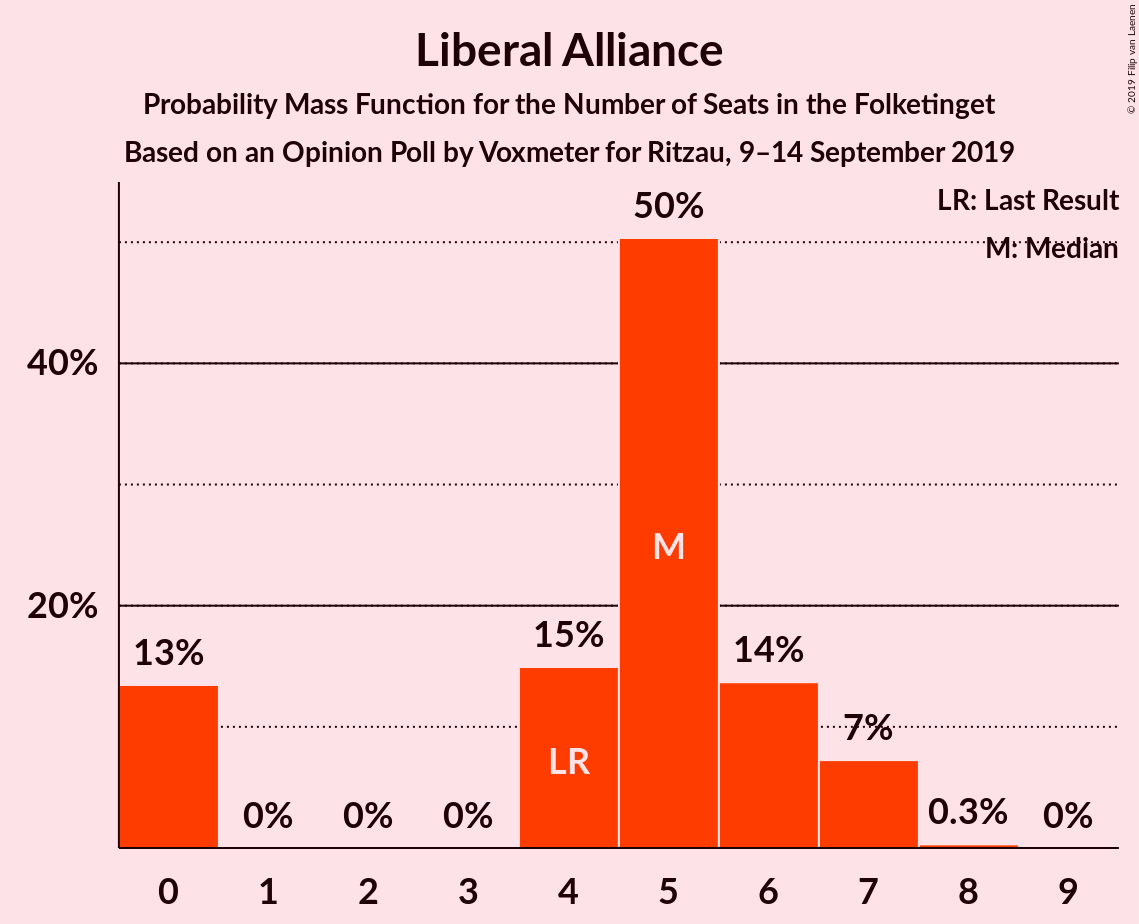 Liberal Alliance
Probability Mass Function for the Number of Seats in the Folketinget
Based on an Opinion Poll by Voxmeter for Ritzau, 9–14 September 2019
© 2019 Filip van Laenen
LR: Last Result
M: Median
50%
40%
20%
13%
0%
0%
0%
15%
14%
7%
0.3%
0%
M
LR
0 1 2 3 4 5 6 7 8 9